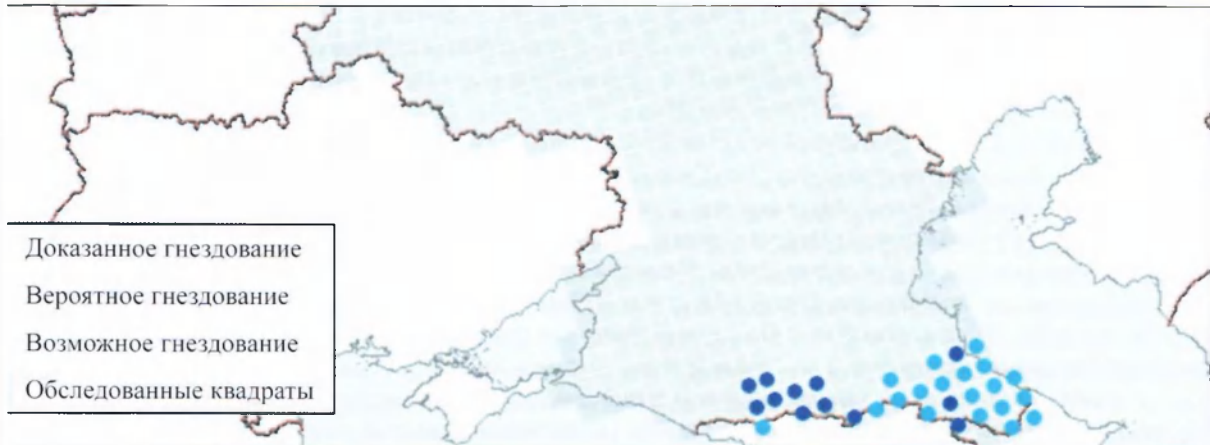 Доказанное гнездование
Вероятное гнездование
Возможное гнездование
Обследованные квадраты